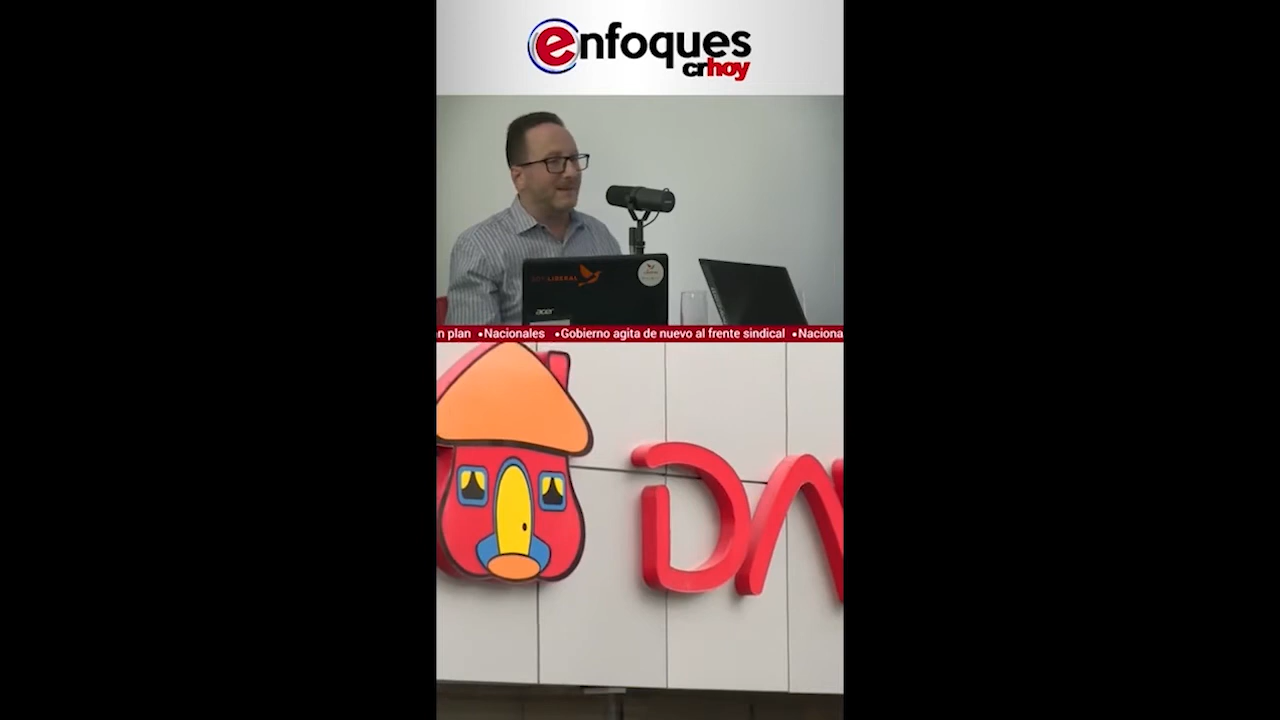 enfoques
crhoy
LIBERAL
acer
n plan •Nacionales •Gobierno agita de nuevo al frente sindical •Naciona
DA